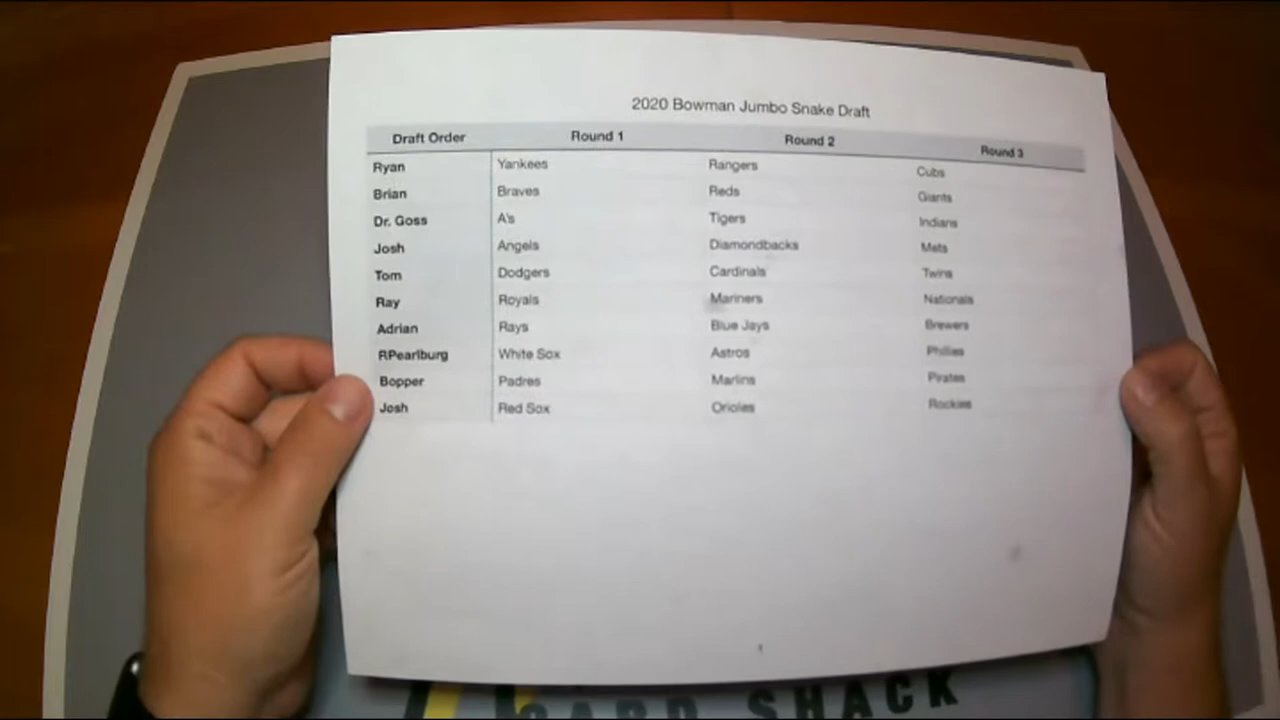 2020 Bowman Jumbo Snake Draft
Draft Order Round 1 Round 2 Round 3
Ryan Yankees Rangers Cubs
Brian Braves Reds Giants
Dr. Goss A's Tigers Indians
Josh Angels Diamondbacks Mets
Tom Dodgers Cardinals Twins
Ray Royals Mariners Nationals
Adrian Rays Blue Jays Brewers
RPearlburg White Sox Astros Phillies
Bopper Padres Marlins Pirates
Josh Red Sox Orioles Rockies
CARD SHACK